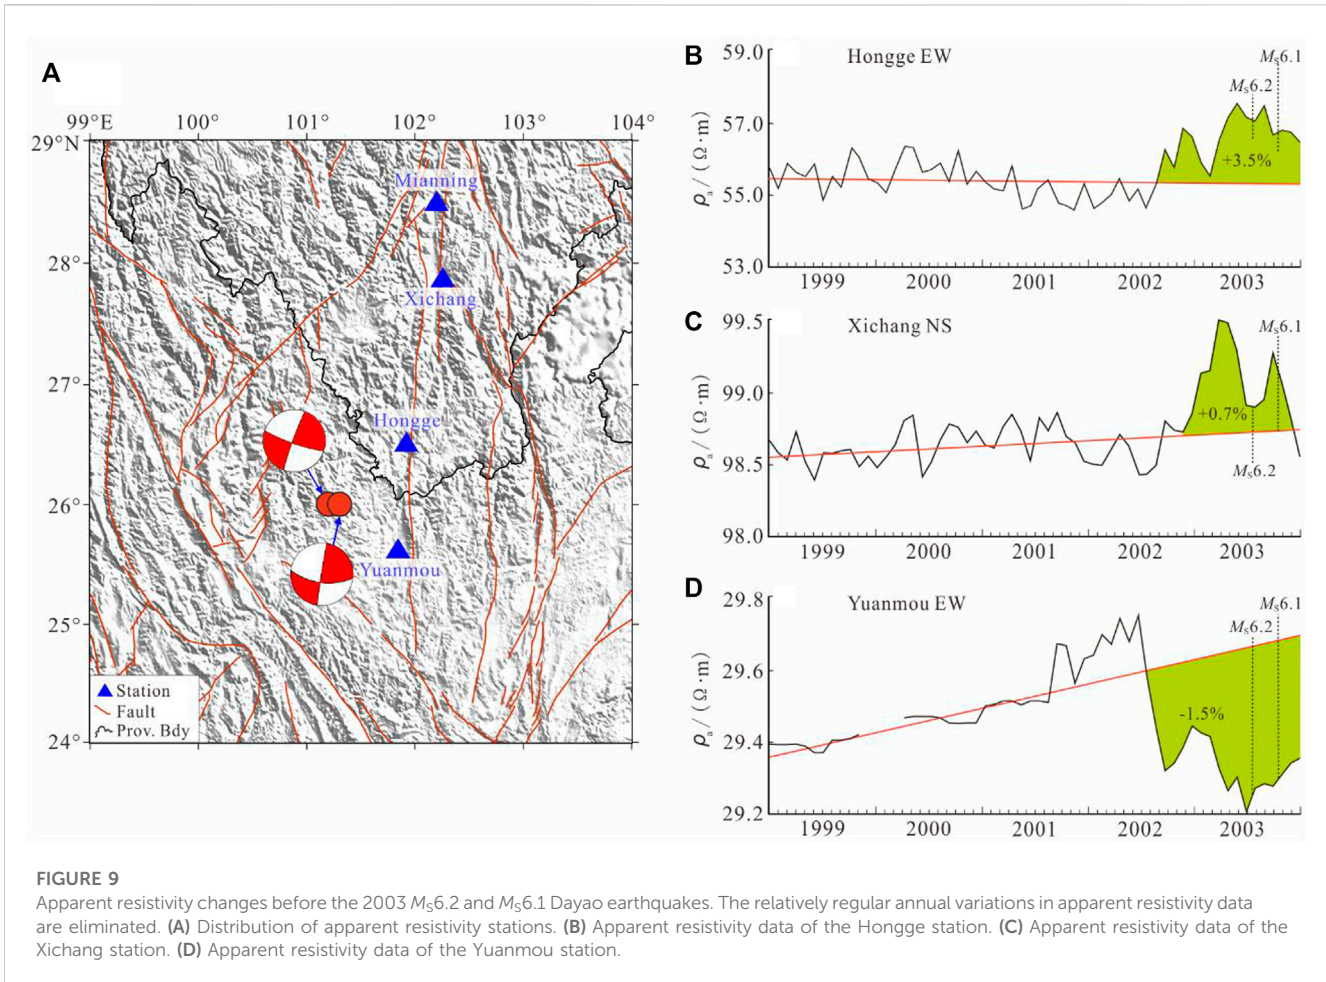 A
99°E 100° 101° 102° 103° 104°
29°N
28°
27°
26°
25°
24°
Mianning
Xichang
Hongge
Yuanmou
Station
Fault
Prov. Bdy
B
Hongge EW
59.0
57.0
55.0
53.0
ρa / (Ω·m)
MS6.1
MS6.2
+3.5%
1999 2000 2001 2002 2003
C
Xichang NS
99.5
99.0
98.5
98.0
ρa / (Ω·m)
MS6.1
+0.7%
MS6.2
1999 2000 2001 2002 2003
D
Yuanmou EW
29.8
29.6
29.4
29.2
ρa / (Ω·m)
MS6.1
MS6.2
-1.5%
1999 2000 2001 2002 2003
FIGURE 9
Apparent resistivity changes before the 2003 MS6.2 and MS6.1 Dayao earthquakes. The relatively regular annual variations in apparent resistivity data
are eliminated. (A) Distribution of apparent resistivity stations. (B) Apparent resistivity data of the Hongge station. (C) Apparent resistivity data of the
Xichang station. (D) Apparent resistivity data of the Yuanmou station.